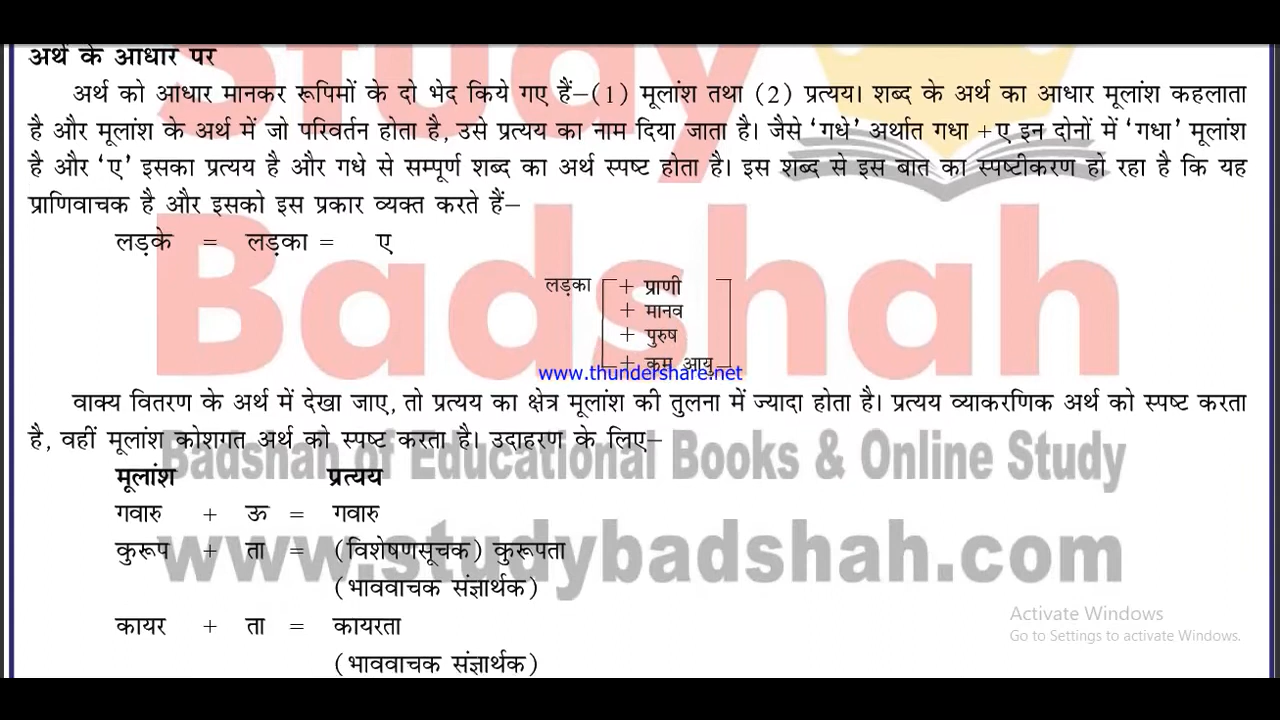 Study
अर्थ के आधार पर
अर्थ को आधार मानकर रूपिमों के दो भेद किये गए हैं–(1) मूलांश तथा (2) प्रत्यय। शब्द के अर्थ का आधार मूलांश कहलाता
है और मूलांश के अर्थ में जो परिवर्तन होता है, उसे प्रत्यय का नाम दिया जाता है। जैसे ‘गधे’ अर्थात गधा +ए इन दोनों में ‘गधा’ मूलांश
है और ‘ए’ इसका प्रत्यय है और गधे से सम्पूर्ण शब्द का अर्थ स्पष्ट होता है। इस शब्द से इस बात का स्पष्टीकरण हो रहा है कि यह
प्राणिवाचक है और इसको इस प्रकार व्यक्त करते हैं–
Badshah
लड़के = लड़का = ए
लड़का + प्राणी
+ मानव
+ पुरुष
+ कम आयु
www.thundershare.net
वाक्य वितरण के अर्थ में देखा जाए, तो प्रत्यय का क्षेत्र मूलांश की तुलना में ज्यादा होता है। प्रत्यय व्याकरणिक अर्थ को स्पष्ट करता
है, वहीं मूलांश कोशगत अर्थ को स्पष्ट करता है। उदाहरण के लिए–
Badshah of Educational Books & Online Study
मूलांश प्रत्यय
गवारु + ऊ = गवारु
कुरूप + ता = (विशेषणसूचक) कुरूपता
www.studybadshah.com
(भाववाचक संज्ञार्थक)
कायर + ता = कायरता
(भाववाचक संज्ञार्थक)
Activate Windows
Go to Settings to activate Windows.